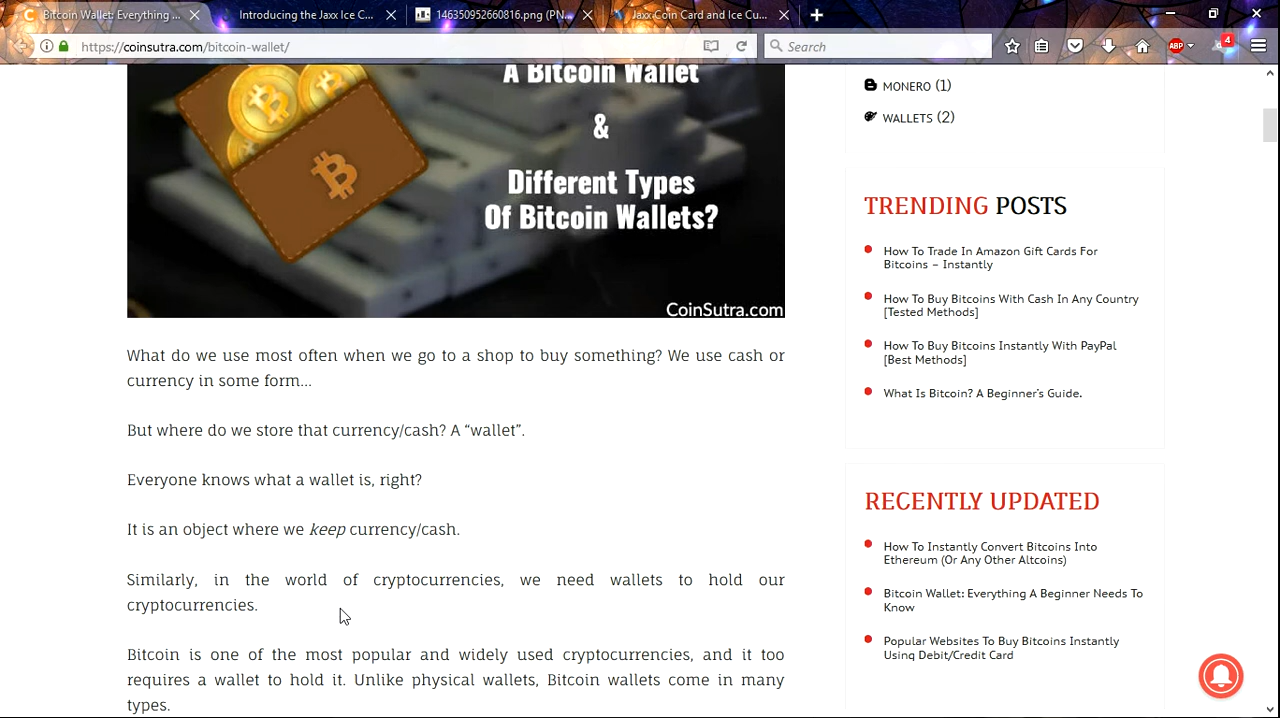 Bitcoin Wallet: Everything ...
Introducing the Jaxx Ice C...
146350952660816.png (PN...
Jaxx Coin Card and Ice Cu...
https://coinsutra.com/bitcoin-wallet/
Search
ABP
4
A Bitcoin Wallet
&
Different Types
Of Bitcoin Wallets?
CoinSutra.com
What do we use most often when we go to a shop to buy something? We use cash or
currency in some form...
But where do we store that currency/cash? A “wallet”.
Everyone knows what a wallet is, right?
It is an object where we keep currency/cash.
Similarly, in the world of cryptocurrencies, we need wallets to hold our
cryptocurrencies.
Bitcoin is one of the most popular and widely used cryptocurrencies, and it too
requires a wallet to hold it. Unlike physical wallets, Bitcoin wallets come in many
types.
MONERO (1)
WALLETS (2)
TRENDING POSTS
How To Trade In Amazon Gift Cards For
Bitcoins – Instantly
How To Buy Bitcoins With Cash In Any Country
[Tested Methods]
How To Buy Bitcoins Instantly With PayPal
[Best Methods]
What Is Bitcoin? A Beginner’s Guide.
RECENTLY UPDATED
How To Instantly Convert Bitcoins Into
Ethereum (Or Any Other Altcoins)
Bitcoin Wallet: Everything A Beginner Needs To
Know
Popular Websites To Buy Bitcoins Instantly
Using Debit/Credit Card